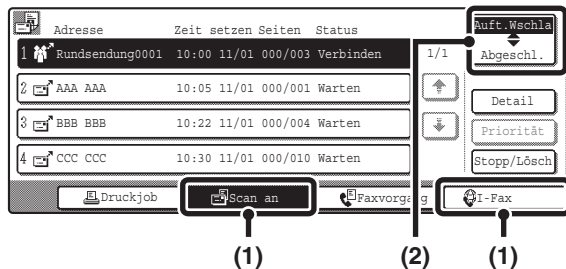 Adresse Zeit setzen Seiten Status
Auft.Wschla
Abgeschl.
1 Rundsendung0001 10:00 11/01 000/003 Verbinden 1/1
2 AAA AAA 10:05 11/01 000/001 Warten
Detail
3 BBB BBB 10:22 11/01 000/004 Warten
Priorität
4 CCC CCC 10:30 11/01 000/010 Warten
Stopp/Lösch
Druckjob Scan an Faxvorgang I-Fax
(1) (2) (1)